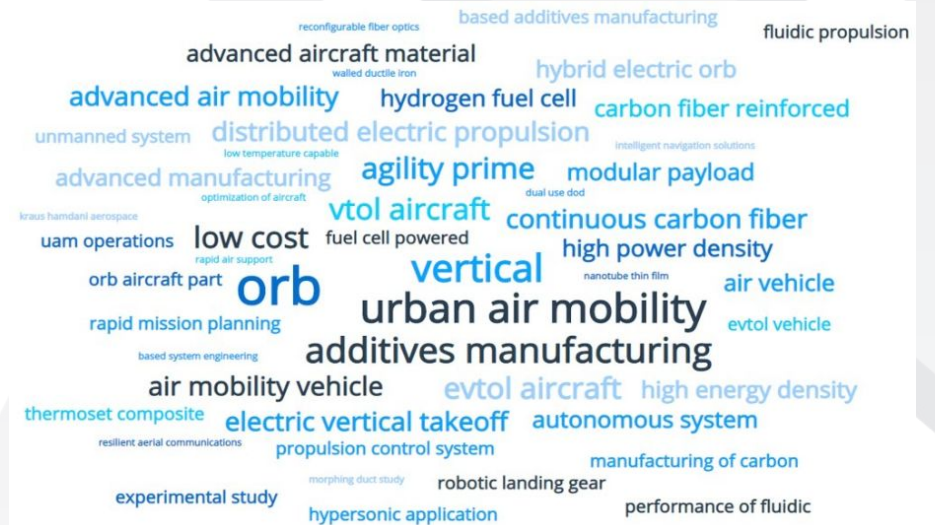 based additives manufacturing
reconfigurable fiber optics
fluidic propulsion
advanced aircraft material
walled ductile iron
hybrid electric orb
advanced air mobility
hydrogen fuel cell
carbon fiber reinforced
unmanned system
distributed electric propulsion
intelligent navigation solutions
low temperature capable
advanced manufacturing
agility prime
modular payload
dual use dod
optimization of aircraft
kraus hamdani aerospace
vtol aircraft
continuous carbon fiber
uam operations
low cost
fuel cell powered
high power density
rapid air support
orb aircraft part
orb
vertical
nanotube thin film
air vehicle
urban air mobility
rapid mission planning
evtol vehicle
based system engineering
additives manufacturing
air mobility vehicle
evtol aircraft
high energy density
thermoset composite
electric vertical takeoff
autonomous system
resilient aerial communications
propulsion control system
manufacturing of carbon
morphing duct study
robotic landing gear
experimental study
hypersonic application
performance of fluidic